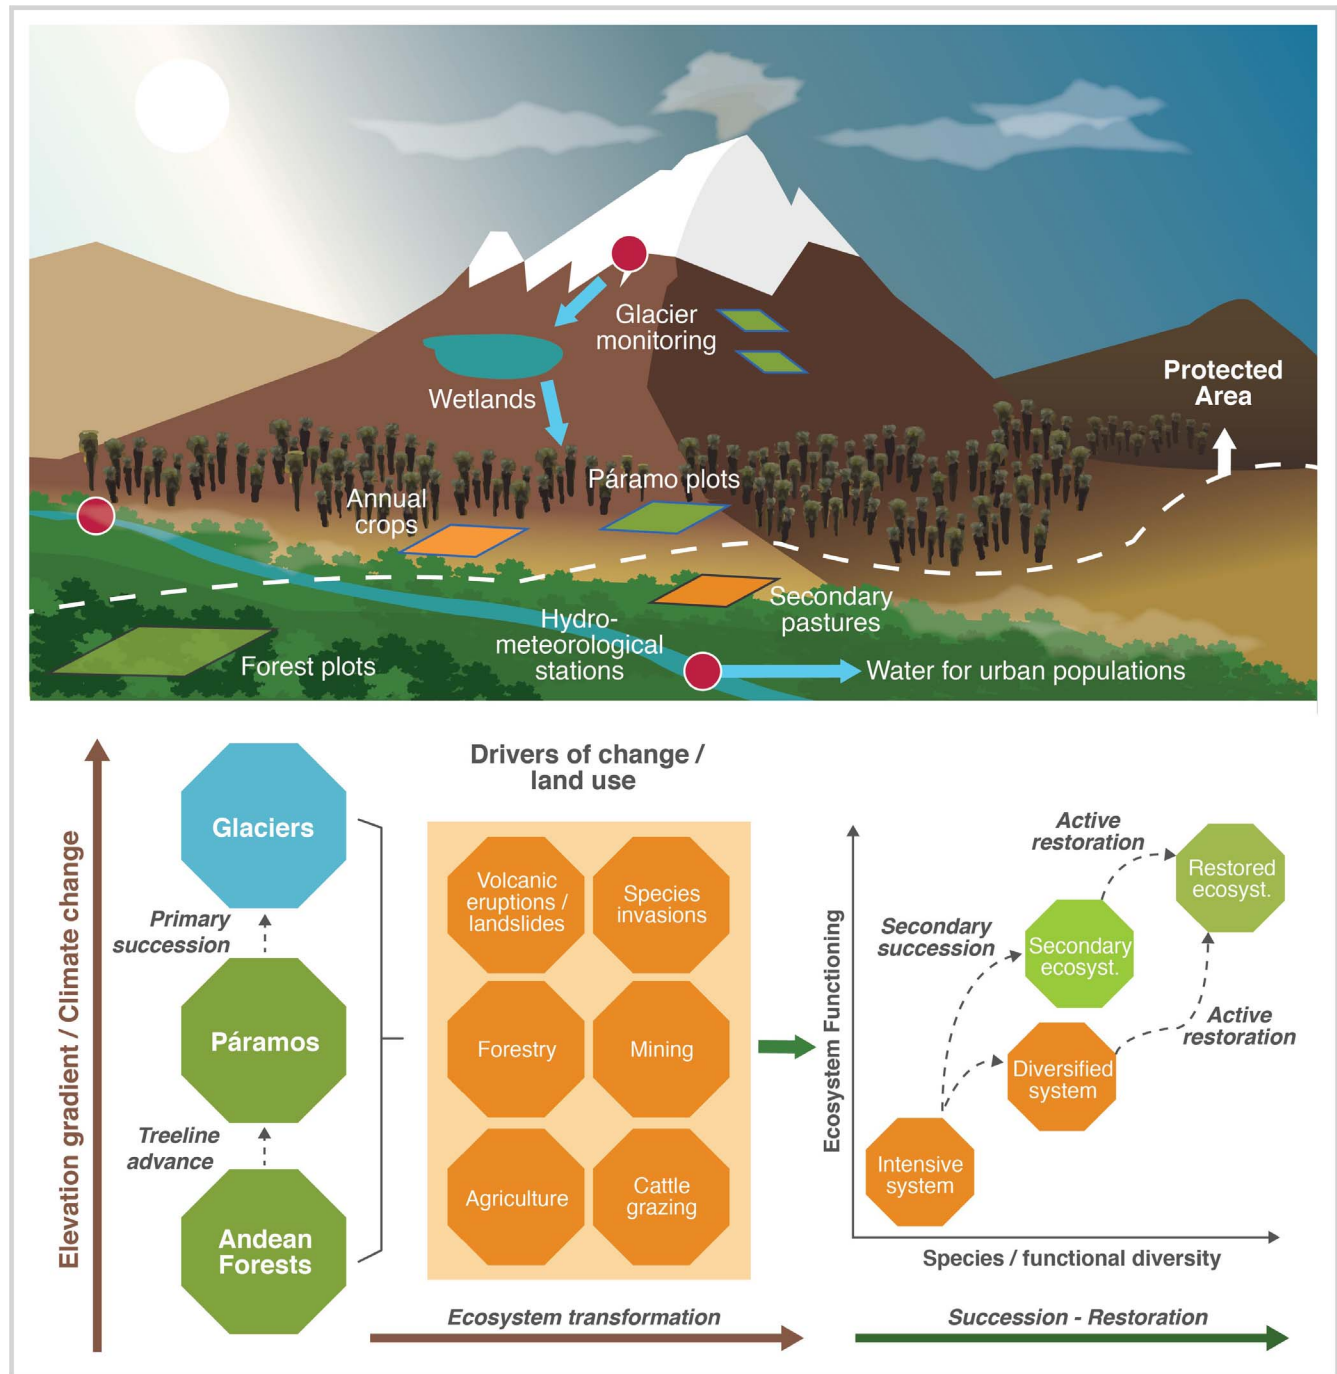 Glacier
monitoring
Wetlands
Protected
Area
Páramo plots
Annual
crops
Secondary
pastures
Hydro-
meteorological
stations
Forest plots
Water for urban populations
Elevation gradient / Climate change
Glaciers
Primary
succession
Páramos
Treeline
advance
Andean
Forests
Drivers of change /
land use
Volcanic
eruptions /
landslides
Species
invasions
Forestry
Mining
Agriculture
Cattle
grazing
Ecosystem transformation
Ecosystem Functioning
Active
restoration
Restored
ecosyst.
Secondary
succession
Secondary
ecosyst.
Active
restoration
Diversified
system
Intensive
system
Species / functional diversity
Succession - Restoration